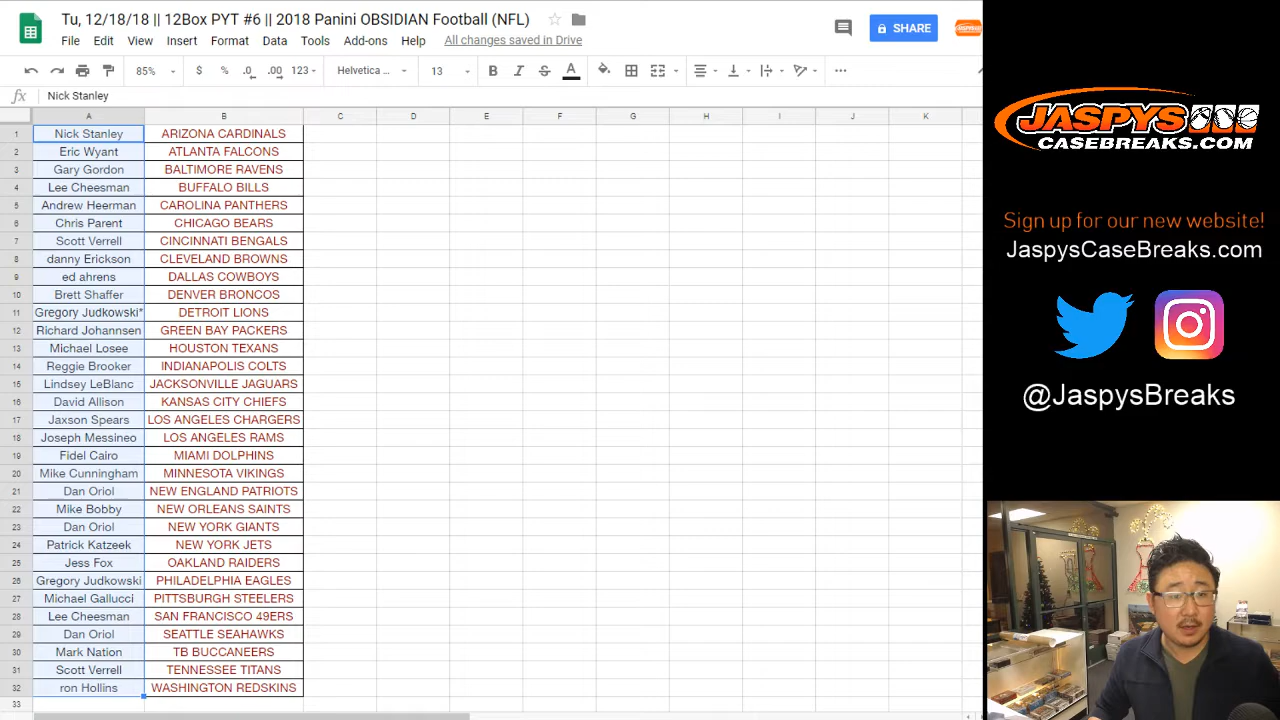 Tu, 12/18/18 || 12Box PYT #6 || 2018 Panini OBSIDIAN Football (NFL)
File Edit View Insert Format Data Tools Add-ons Help All changes saved in Drive
SHARE
85% $ % .0 .00 123 Helvetica ... 13 B I S A
fx Nick Stanley
A B C D E F G H I J K
1 Nick Stanley ARIZONA CARDINALS
2 Eric Wyant ATLANTA FALCONS
3 Gary Gordon BALTIMORE RAVENS
4 Lee Cheesman BUFFALO BILLS
5 Andrew Heerman CAROLINA PANTHERS
6 Chris Parent CHICAGO BEARS
7 Scott Verrell CINCINNATI BENGALS
8 danny Erickson CLEVELAND BROWNS
9 ed ahrens DALLAS COWBOYS
10 Brett Shaffer DENVER BRONCOS
11 Gregory Judkowski* DETROIT LIONS
12 Richard Johannsen GREEN BAY PACKERS
13 Michael Losee HOUSTON TEXANS
14 Reggie Brooker INDIANAPOLIS COLTS
15 Lindsey LeBlanc JACKSONVILLE JAGUARS
16 David Allison KANSAS CITY CHIEFS
17 Jaxson Spears LOS ANGELES CHARGERS
18 Joseph Messineo LOS ANGELES RAMS
19 Fidel Cairo MIAMI DOLPHINS
20 Mike Cunningham MINNESOTA VIKINGS
21 Dan Oriol NEW ENGLAND PATRIOTS
22 Mike Bobby NEW ORLEANS SAINTS
23 Dan Oriol NEW YORK GIANTS
24 Patrick Katzeek NEW YORK JETS
25 Jess Fox OAKLAND RAIDERS
26 Gregory Judkowski PHILADELPHIA EAGLES
27 Michael Gallucci PITTSBURGH STEELERS
28 Lee Cheesman SAN FRANCISCO 49ERS
29 Dan Oriol SEATTLE SEAHAWKS
30 Mark Nation TB BUCCANEERS
31 Scott Verrell TENNESSEE TITANS
32 ron Hollins WASHINGTON REDSKINS
33
JASPYS
CASEBREAKS.COM
Sign up for our new website!
JaspysCaseBreaks.com
@JaspysBreaks